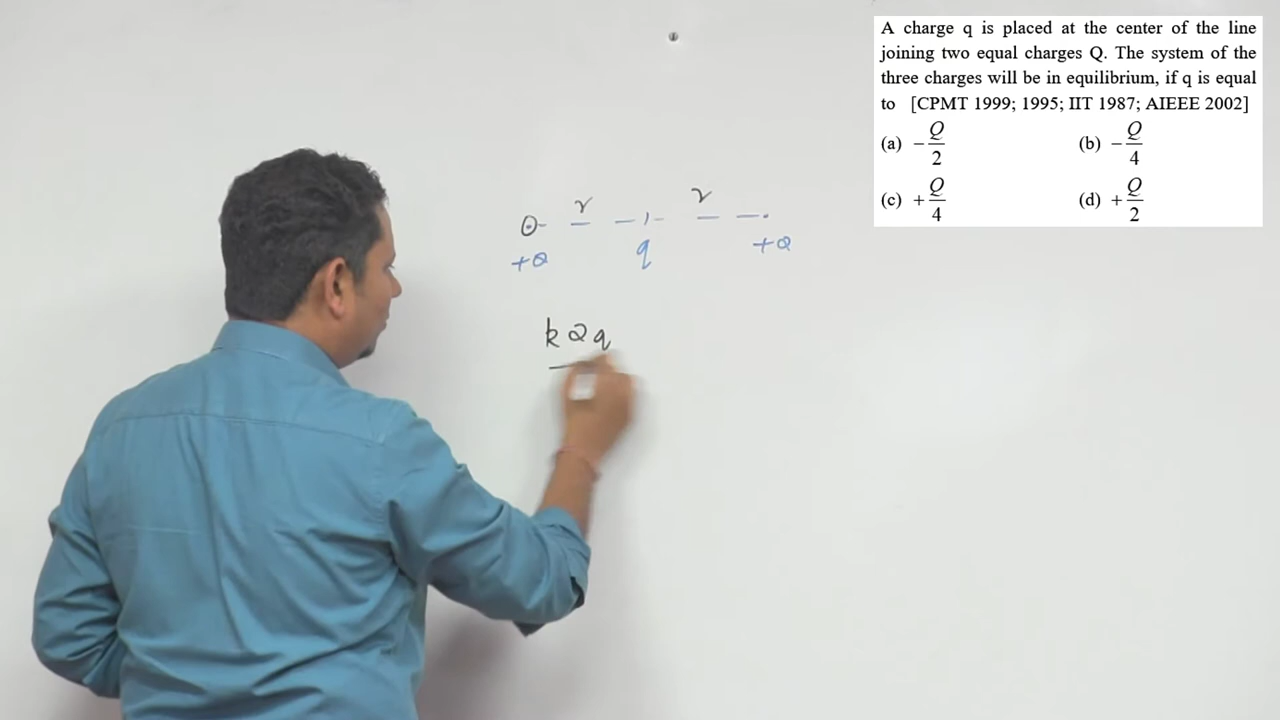 A charge q is placed at the center of the line
joining two equal charges Q. The system of the
three charges will be in equilibrium, if q is equal
to [CPMT 1999; 1995; IIT 1987; AIEEE 2002]
(a) -Q/2 (b) -Q/4
(c) +Q/4 (d) +Q/2
r r
+Q q +Q
kQq